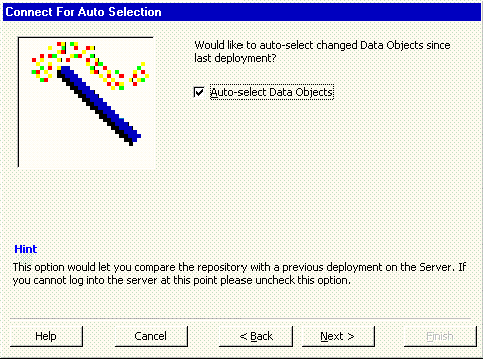 Connect For Auto Selection
Would like to auto-select changed Data Objects since
last deployment?
Auto-select Data Objects
Hint
This option would let you compare the repository with a previous deployment on the Server. If
you cannot log into the server at this point please uncheck this option.
Help
Cancel
< Back
Next >
Finish